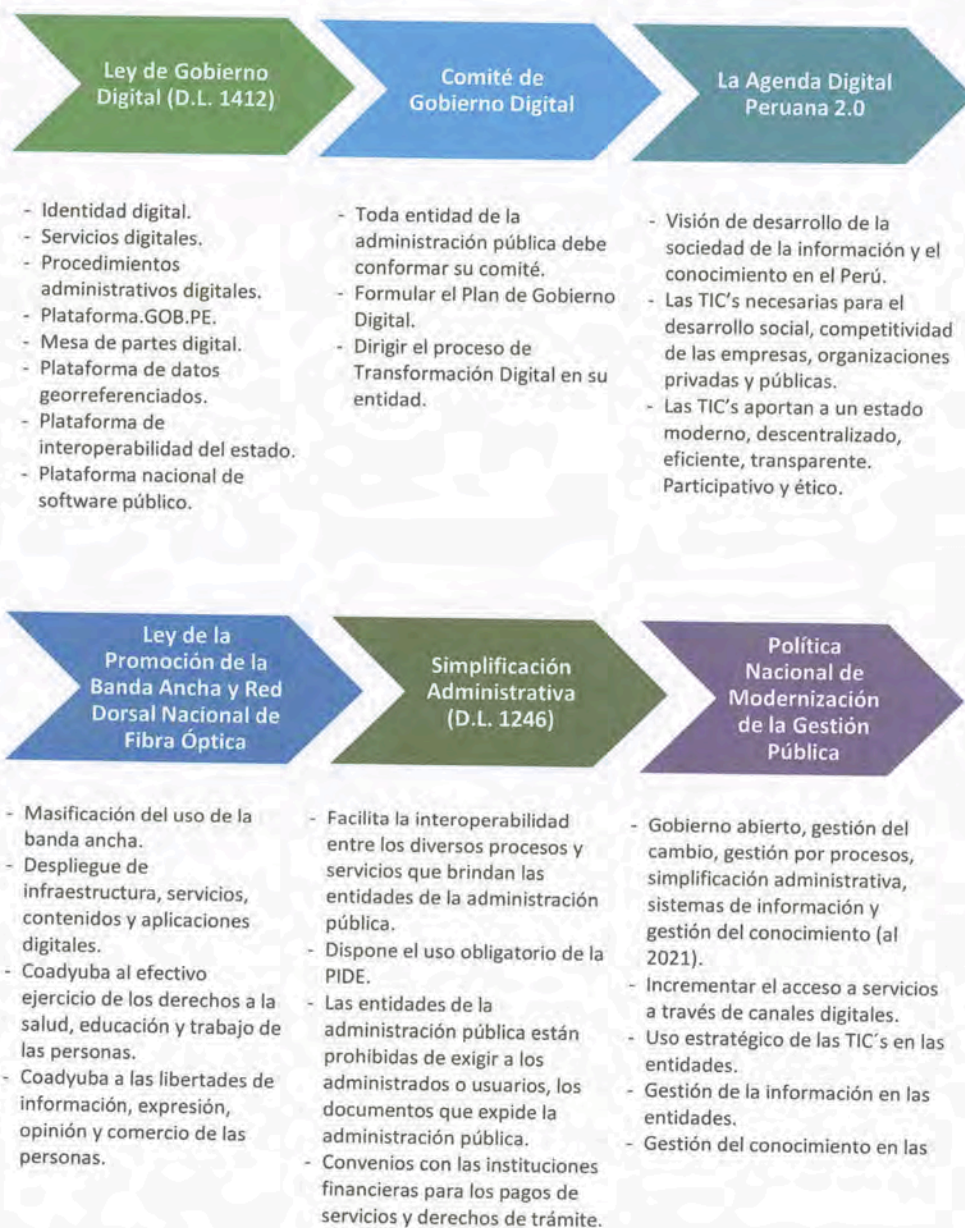 Ley de Gobierno
Digital (D.L. 1412)
- Identidad digital.
- Servicios digitales.
- Procedimientos
administrativos digitales.
- Plataforma.GOB.PE.
- Mesa de partes digital.
- Plataforma de datos
georreferenciados.
- Plataforma de
interoperabilidad del estado.
- Plataforma nacional de
software público.
Comité de
Gobierno Digital
- Toda entidad de la
administración pública debe
conformar su comité.
- Formular el Plan de Gobierno
Digital.
- Dirigir el proceso de
Transformación Digital en su
entidad.
La Agenda Digital
Peruana 2.0
- Visión de desarrollo de la
sociedad de la información y el
conocimiento en el Perú.
- Las TIC's necesarias para el
desarrollo social, competitividad
de las empresas, organizaciones
privadas y públicas.
- Las TIC's aportan a un estado
moderno, descentralizado,
eficiente, transparente.
Participativo y ético.
Ley de la
Promoción de la
Banda Ancha y Red
Dorsal Nacional de
Fibra Óptica
- Masificación del uso de la
banda ancha.
- Despliegue de
infraestructura, servicios,
contenidos y aplicaciones
digitales.
- Coadyuba al efectivo
ejercicio de los derechos a la
salud, educación y trabajo de
las personas.
- Coadyuba a las libertades de
información, expresión,
opinión y comercio de las
personas.
Simplificación
Administrativa
(D.L. 1246)
- Facilita la interoperabilidad
entre los diversos procesos y
servicios que brindan las
entidades de la administración
pública.
- Dispone el uso obligatorio de la
PIDE.
- Las entidades de la
administración pública están
prohibidas de exigir a los
administrados o usuarios, los
documentos que expide la
administración pública.
- Convenios con las instituciones
financieras para los pagos de
servicios y derechos de trámite.
Política
Nacional de
Modernización
de la Gestión
Pública
- Gobierno abierto, gestión del
cambio, gestión por procesos,
simplificación administrativa,
sistemas de información y
gestión del conocimiento (al
2021).
- Incrementar el acceso a servicios
a través de canales digitales.
- Uso estratégico de las TIC´s en las
entidades.
- Gestión de la información en las
entidades.
- Gestión del conocimiento en las